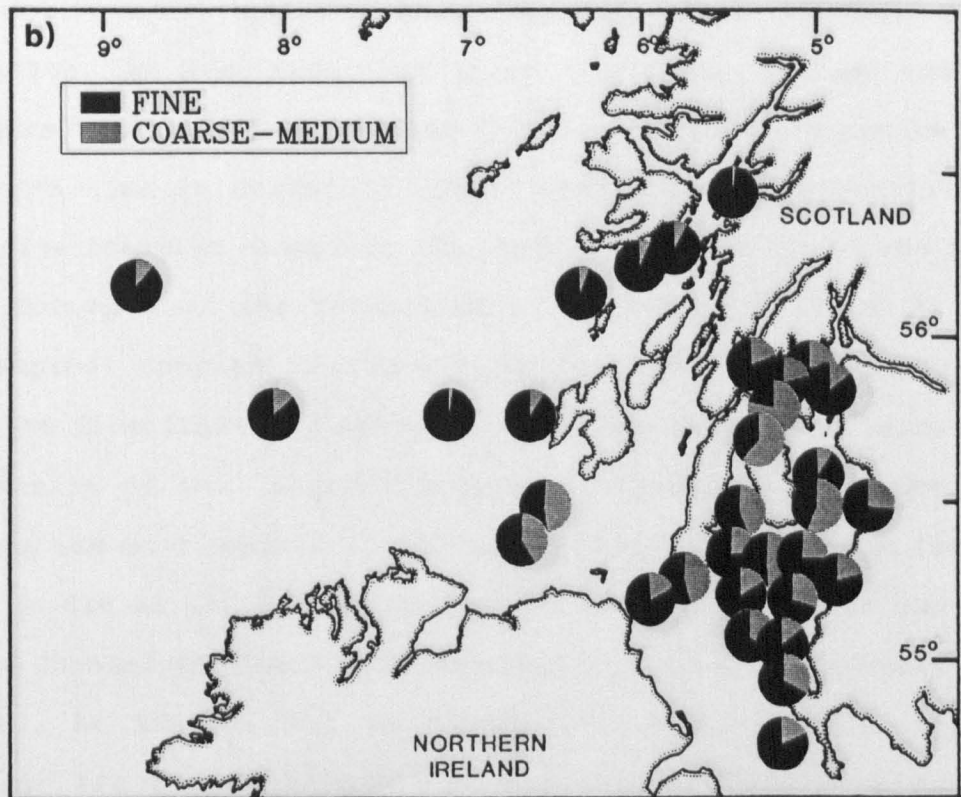 b)
9° 8° 7° 6° 5°
FINE
COARSE-MEDIUM
SCOTLAND
56°
55°
NORTHERN
IRELAND